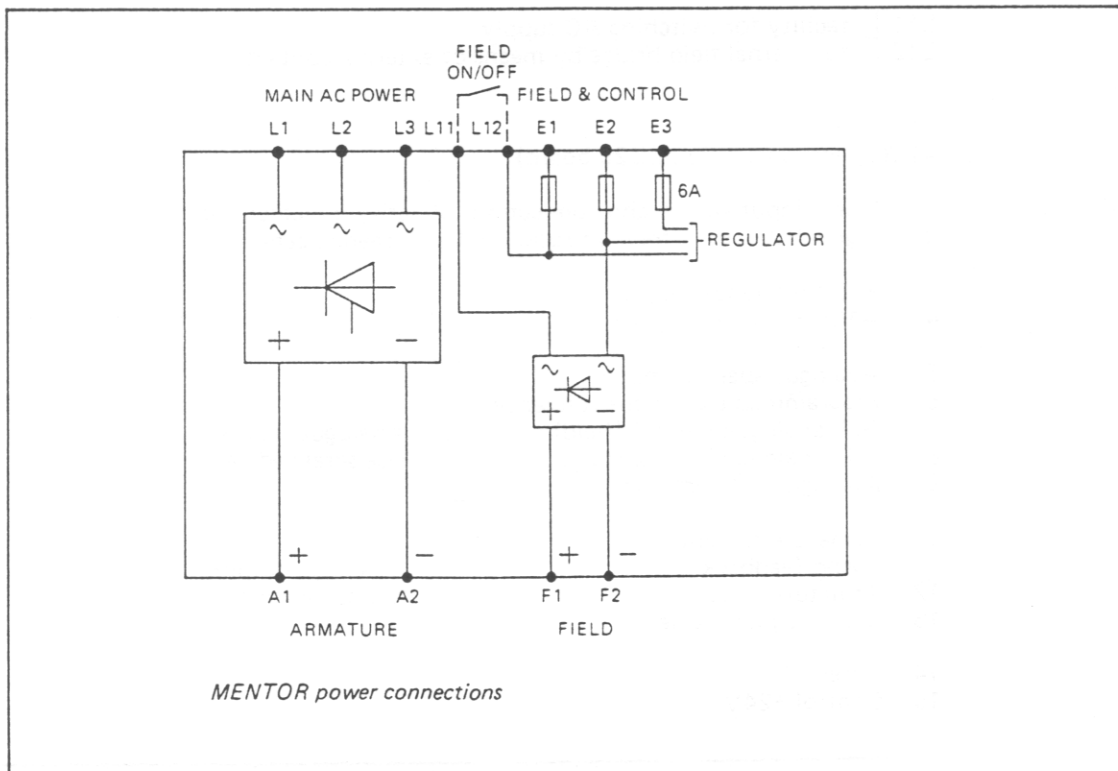 FIELD
ON/OFF
MAIN AC POWER
FIELD & CONTROL
L1 L2 L3 L11 L12 E1 E2 E3
6A
REGULATOR
+ −
+ −
+ −
+ −
A1 A2 F1 F2
ARMATURE FIELD
MENTOR power connections